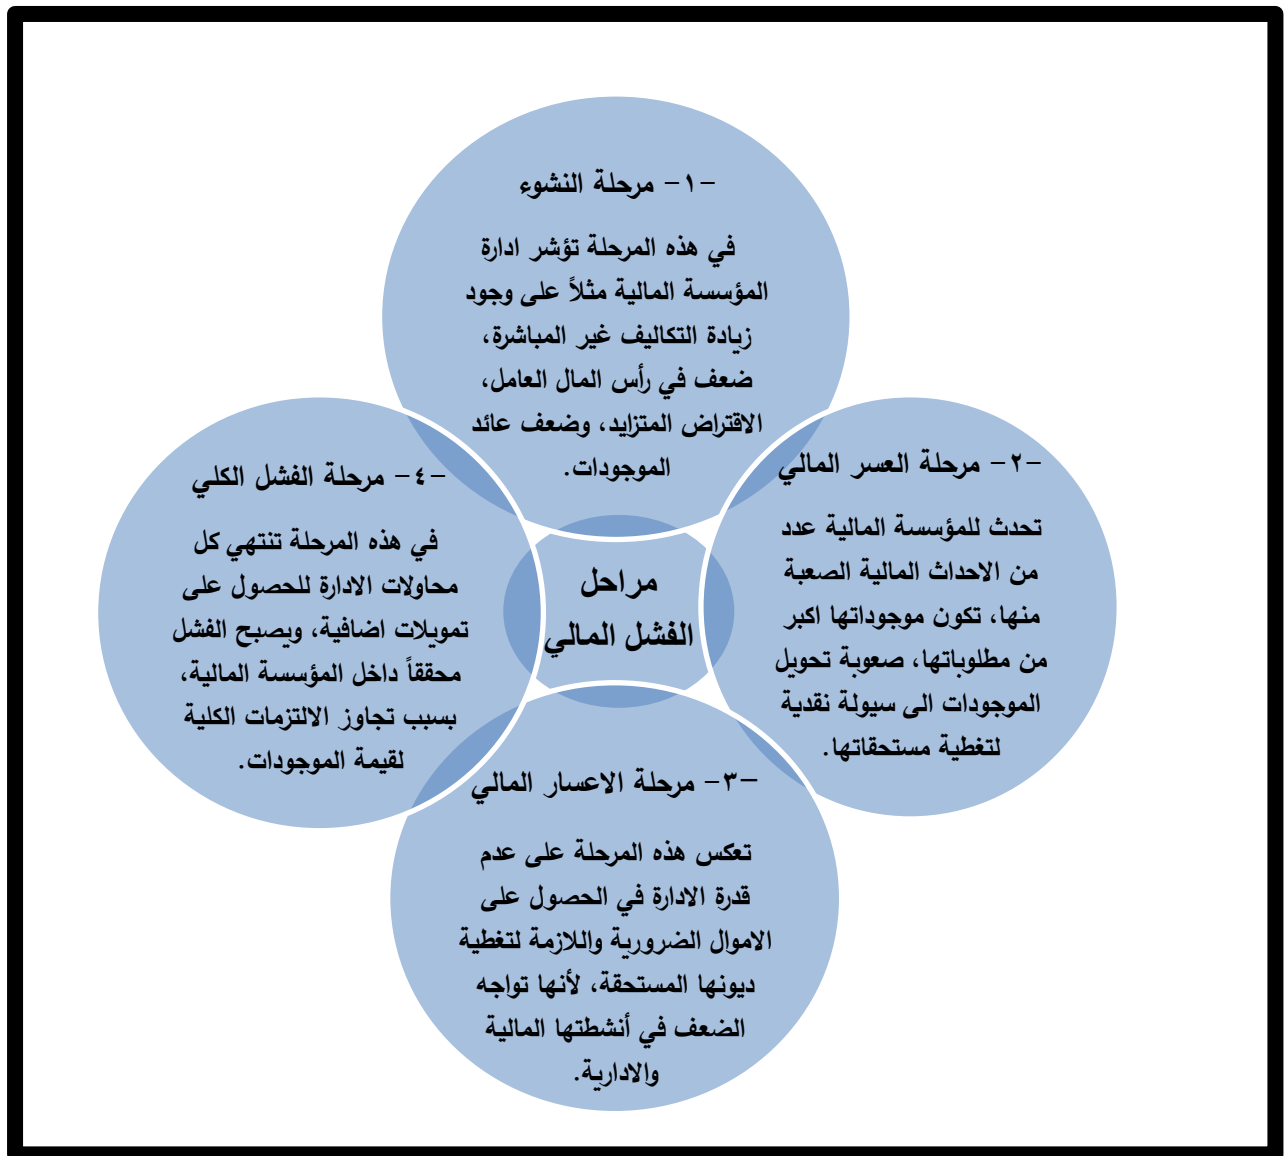 -١- مرحلة النشوء
في هذه المرحلة تؤشر ادارة
المؤسسة المالية مثلاً على وجود
زيادة التكاليف غير المباشرة،
ضعف في رأس المال العامل،
الاقتراض المتزايد، وضعف عائد
الموجودات.
-٢- مرحلة العسر المالي
تحدث للمؤسسة المالية عدد
من الاحداث المالية الصعبة
منها، تكون موجوداتها اكبر
من مطلوباتها، صعوبة تحويل
الموجودات الى سيولة نقدية
لتغطية مستحقاتها.
-٣- مرحلة الاعسار المالي
تعكس هذه المرحلة على عدم
قدرة الادارة في الحصول على
الاموال الضرورية واللازمة لتغطية
ديونها المستحقة، لأنها تواجه
الضعف في أنشطتها المالية
والادارية.
-٤- مرحلة الفشل الكلي
في هذه المرحلة تنتهي كل
محاولات الادارة للحصول على
تمويلات اضافية، ويصبح الفشل
محققاً داخل المؤسسة المالية،
بسبب تجاوز الالتزمات الكلية
لقيمة الموجودات.
مراحل
الفشل المالي